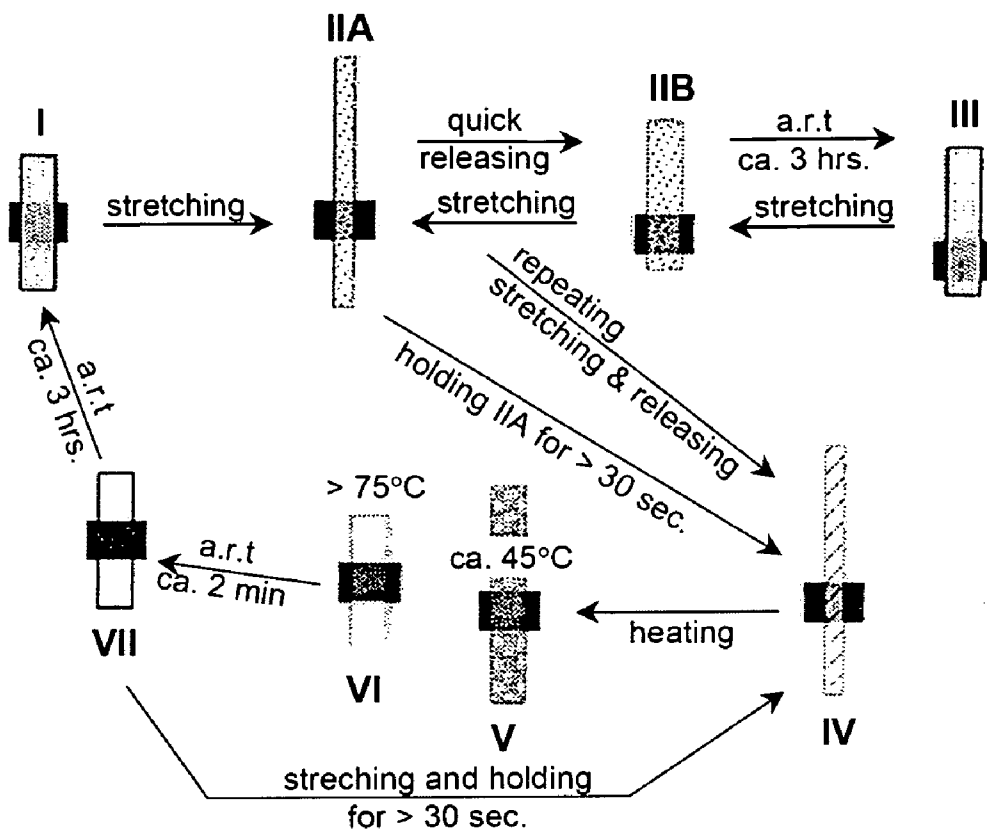 IIA
IIB
I
III
quick
releasing
a.r.t
ca. 3 hrs.
stretching
stretching
stretching
repeating
stretching & releasing
holding IIA for > 30 sec.
a.r.t
ca. 3 hrs.
> 75°C
ca. 45°C
a.r.t
ca. 2 min
heating
VII
VI
V
IV
streching and holding
for > 30 sec.